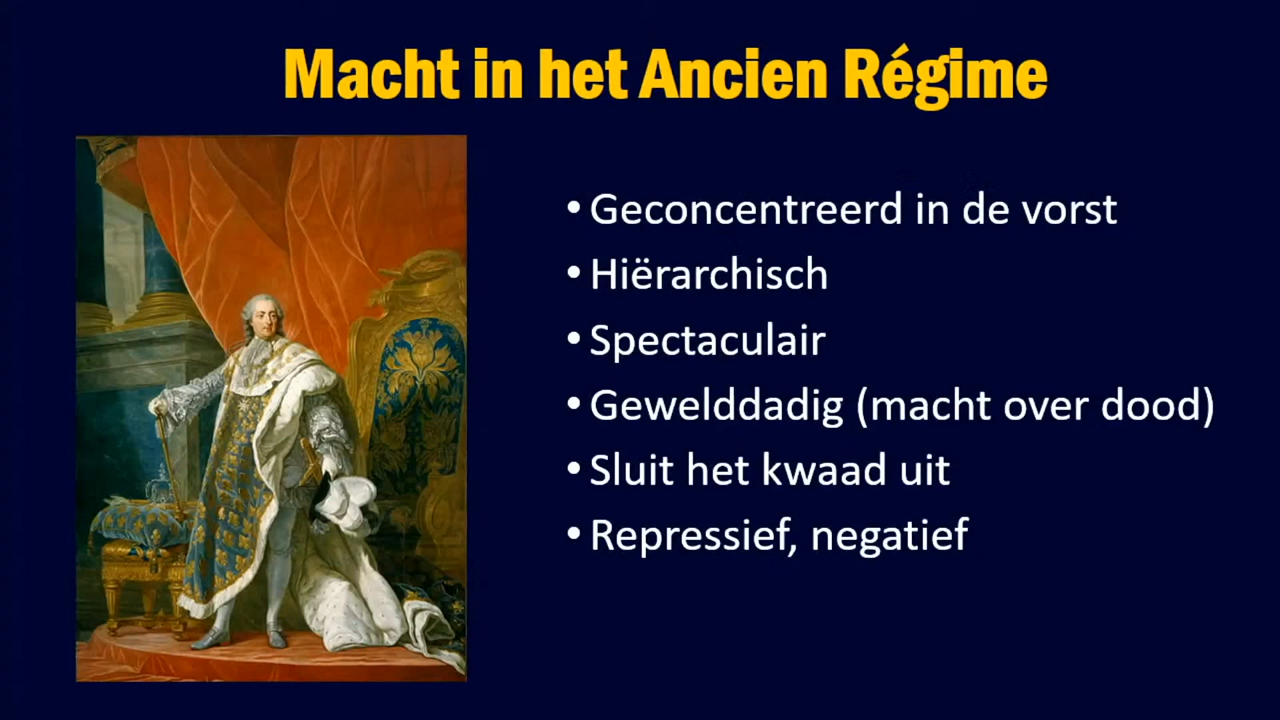 Macht in het Ancien Régime
• Geconcentreerd in de vorst
• Hiërarchisch
• Spectaculair
• Gewelddadig (macht over dood)
• Sluit het kwaad uit
• Repressief, negatief